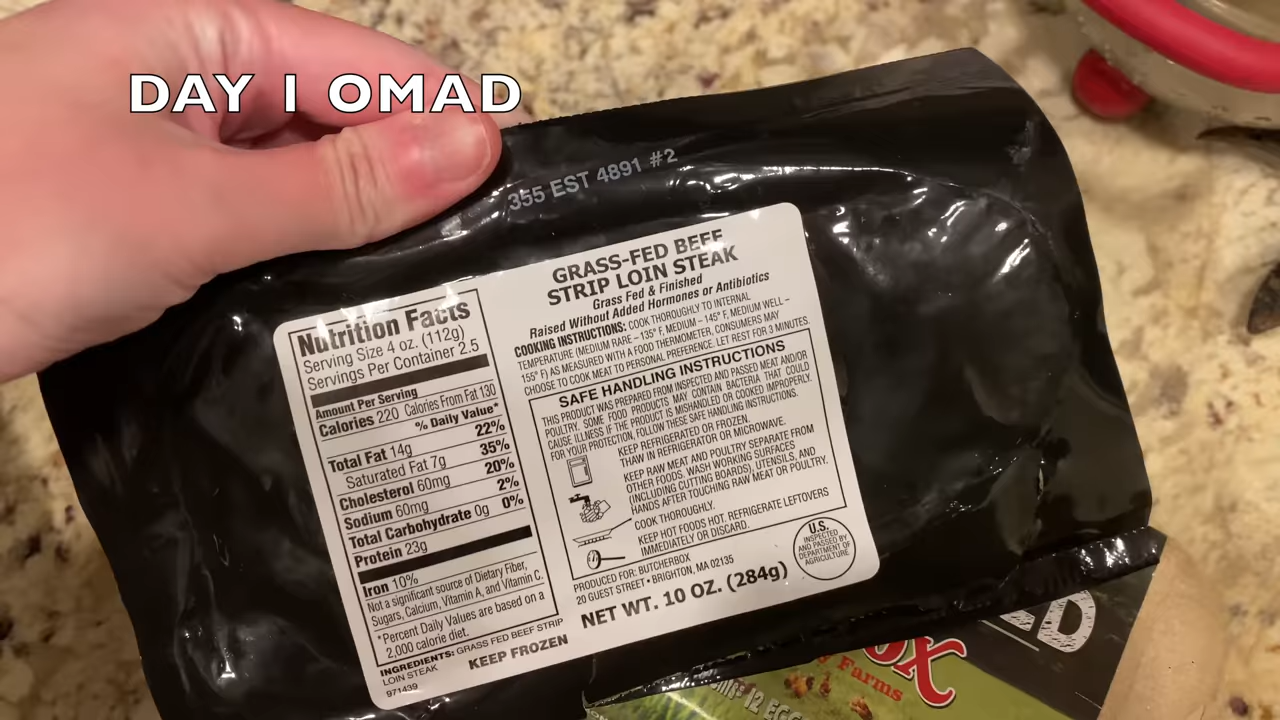 DAY 1 OMAD
355 EST 4891 #2
Nutrition Facts
Serving Size 4 oz. (112g)
Servings Per Container 2.5
Amount Per Serving
Calories 220 Calories From Fat 130
% Daily Value*
Total Fat 14g 22%
Saturated Fat 7g 35%
Cholesterol 60mg 20%
Sodium 60mg 2%
Total Carbohydrate 0g 0%
Protein 23g
Iron 10%
Not a significant source of Dietary Fiber,
Sugars, Calcium, Vitamin A, and Vitamin C.
*Percent Daily Values are based on a
2,000 calorie diet.
INGREDIENTS: GRASS FED BEEF STRIP
LOIN STEAK
971439
KEEP FROZEN
GRASS-FED BEEF
STRIP LOIN STEAK
Grass Fed & Finished
Raised Without Added Hormones or Antibiotics
COOKING INSTRUCTIONS: COOK THOROUGHLY TO INTERNAL
TEMPERATURE (MEDIUM RARE – 135° F, MEDIUM – 145° F, MEDIUM WELL –
155° F) AS MEASURED WITH A FOOD THERMOMETER. CONSUMERS MAY
CHOOSE TO COOK MEAT TO PERSONAL PREFERENCE. LET REST FOR 3 MINUTES.
SAFE HANDLING INSTRUCTIONS
THIS PRODUCT WAS PREPARED FROM INSPECTED AND PASSED MEAT AND/OR
POULTRY. SOME FOOD PRODUCTS MAY CONTAIN BACTERIA THAT COULD
CAUSE ILLNESS IF THE PRODUCT IS MISHANDLED OR COOKED IMPROPERLY.
FOR YOUR PROTECTION, FOLLOW THESE SAFE HANDLING INSTRUCTIONS.
KEEP REFRIGERATED OR FROZEN.
THAW IN REFRIGERATOR OR MICROWAVE.
KEEP RAW MEAT AND POULTRY SEPARATE FROM
OTHER FOODS. WASH WORKING SURFACES
(INCLUDING CUTTING BOARDS), UTENSILS, AND
HANDS AFTER TOUCHING RAW MEAT OR POULTRY.
COOK THOROUGHLY.
KEEP HOT FOODS HOT. REFRIGERATE LEFTOVERS
IMMEDIATELY OR DISCARD.
PRODUCED FOR: BUTCHERBOX
20 GUEST STREET • BRIGHTON, MA 02135
NET WT. 10 OZ. (284g)
U.S.
INSPECTED
AND PASSED BY
DEPARTMENT OF
AGRICULTURE
Farms
12 EGG